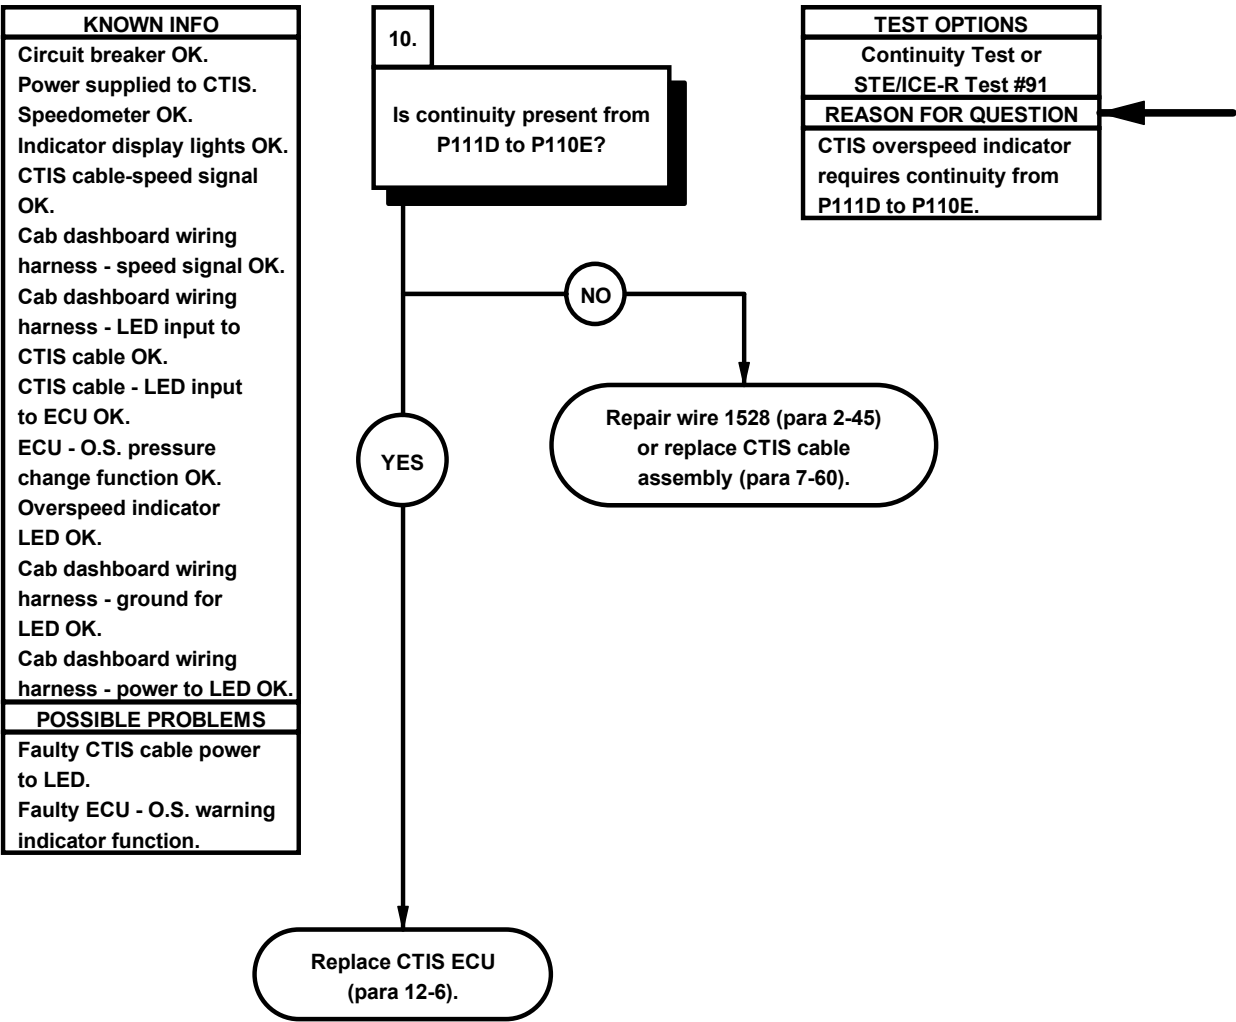 KNOWN INFO
Circuit breaker OK.
Power supplied to CTIS.
Speedometer OK.
Indicator display lights OK.
CTIS cable-speed signal
OK.
Cab dashboard wiring
harness - speed signal OK.
Cab dashboard wiring
harness - LED input to
CTIS cable OK.
CTIS cable - LED input
to ECU OK.
ECU - O.S. pressure
change function OK.
Overspeed indicator
LED OK.
Cab dashboard wiring
harness - ground for
LED OK.
Cab dashboard wiring
harness - power to LED OK.
POSSIBLE PROBLEMS
Faulty CTIS cable power
to LED.
Faulty ECU - O.S. warning
indicator function.
10.
Is continuity present from
P111D to P110E?
NO
YES
Repair wire 1528 (para 2-45)
or replace CTIS cable
assembly (para 7-60).
Replace CTIS ECU
(para 12-6).
TEST OPTIONS
Continuity Test or
STE/ICE-R Test #91
REASON FOR QUESTION
CTIS overspeed indicator
requires continuity from
P111D to P110E.